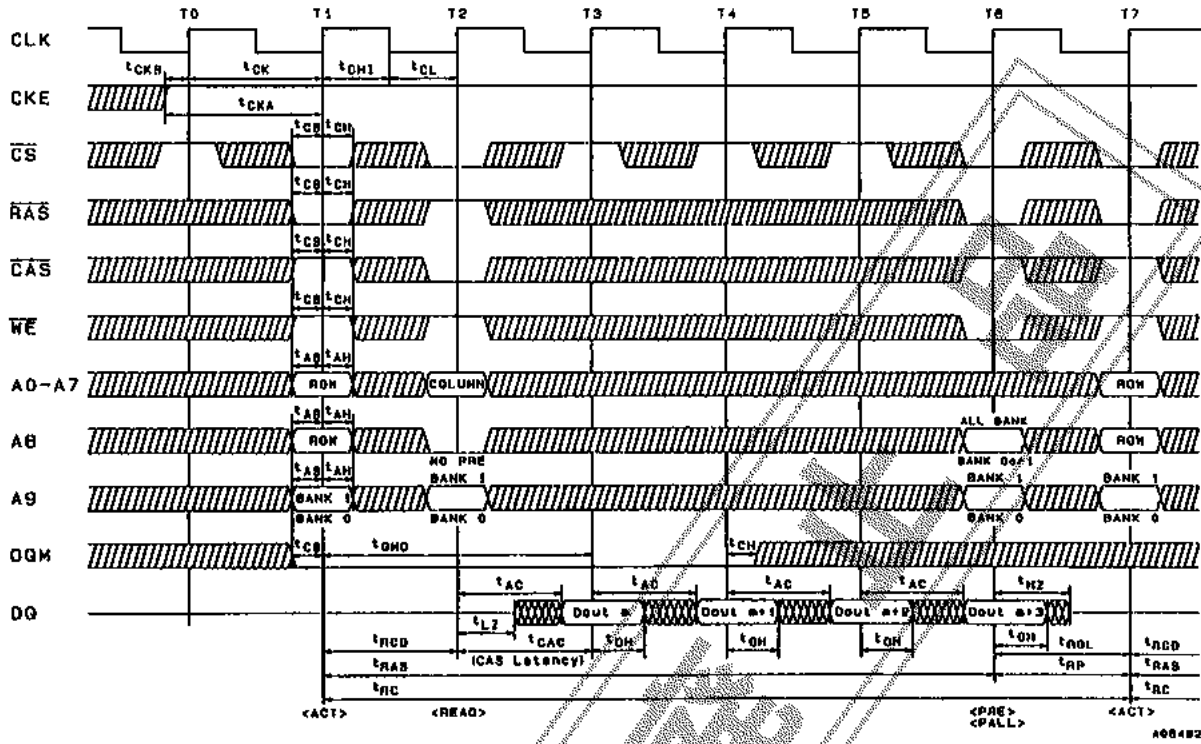 T0 T1 T2 T3 T4 T5 T6 T7
CLK
tCKS tCK tCHI tCL
CKE
tCKA
tCS tCH
CS
tCS tCH
RAS
tCS tCH
CAS
tCS tCH
WE
tAS tAH
A0-A7 ROW COLUMN ROW
tAS tAH ALL BANK
A8 ROW ROW
NO PRE BANK 0or1
tAS tAH BANK 1 BANK 1 BANK 1
A9 BANK 1
BANK 0 BANK 0 BANK 0 BANK 0
tCS tQMD tCH
DQM
tAC tAC tAC tAC tHZ
DQ Dout m Dout m+1 Dout m+2 Dout m+3
tLZ
tRCD tCAC tOH tOH tOH tOH tROL tRCD
(CAS Latency)
tRAS tRP tRAS
tRC tRC
<ACT> <READ> <PRE> <ACT>
<PALL>